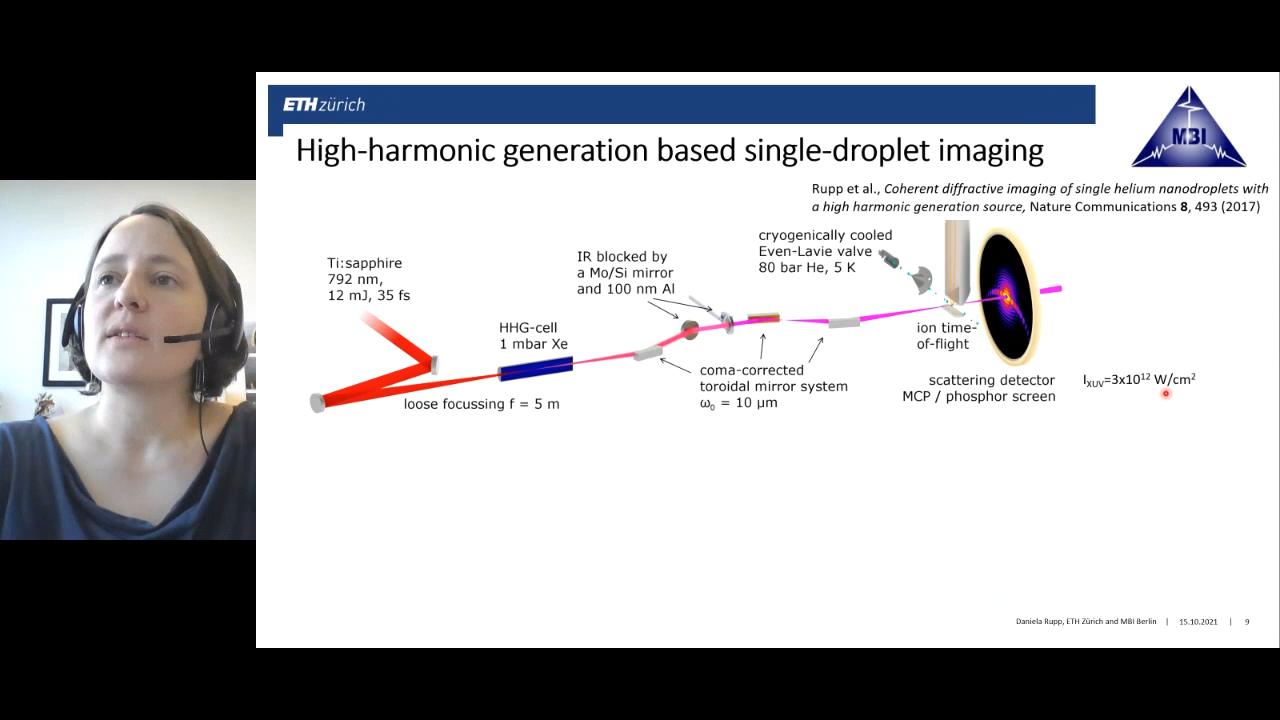 ETH zürich
MBI
High-harmonic generation based single-droplet imaging
Rupp et al., Coherent diffractive imaging of single helium nanodroplets with
a high harmonic generation source, Nature Communications 8, 493 (2017)
Ti:sapphire
792 nm,
12 mJ, 35 fs
HHG-cell
1 mbar Xe
loose focussing f = 5 m
IR blocked by
a Mo/Si mirror
and 100 nm Al
coma-corrected
toroidal mirror system
ω₀ = 10 µm
cryogenically cooled
Even-Lavie valve
80 bar He, 5 K
ion time-
of-flight
scattering detector
MCP / phosphor screen
I_XUV=3x10¹² W/cm²
Daniela Rupp, ETH Zürich and MBI Berlin | 15.10.2021 | 9